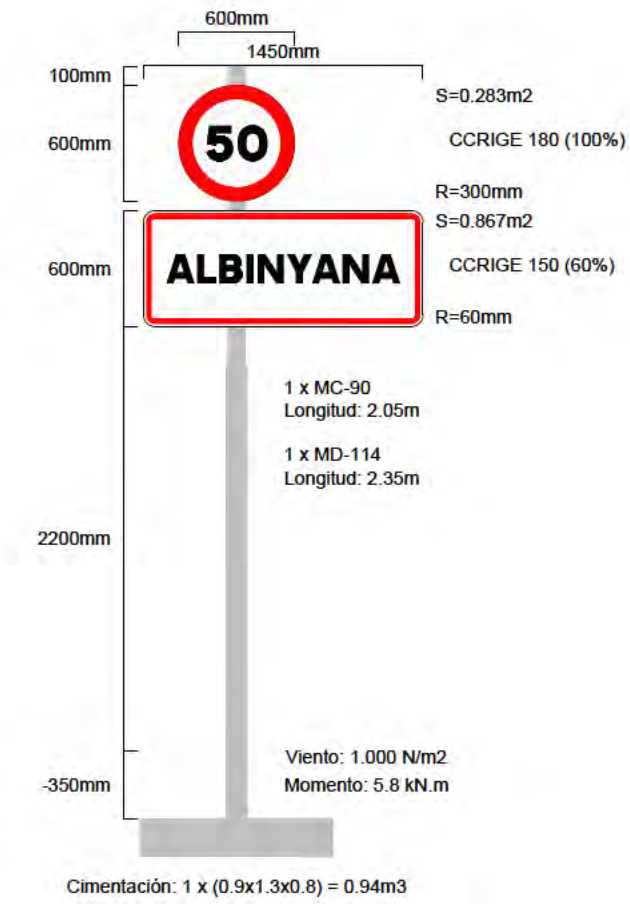 600mm
1450mm
100mm
S=0.283m2
600mm
50
CCRIGE 180 (100%)
R=300mm
S=0.867m2
600mm
ALBINYANA
CCRIGE 150 (60%)
R=60mm
1 x MC-90
Longitud: 2.05m
1 x MD-114
Longitud: 2.35m
2200mm
Viento: 1.000 N/m2
-350mm
Momento: 5.8 kN.m
Cimentación: 1 x (0.9x1.3x0.8) = 0.94m3